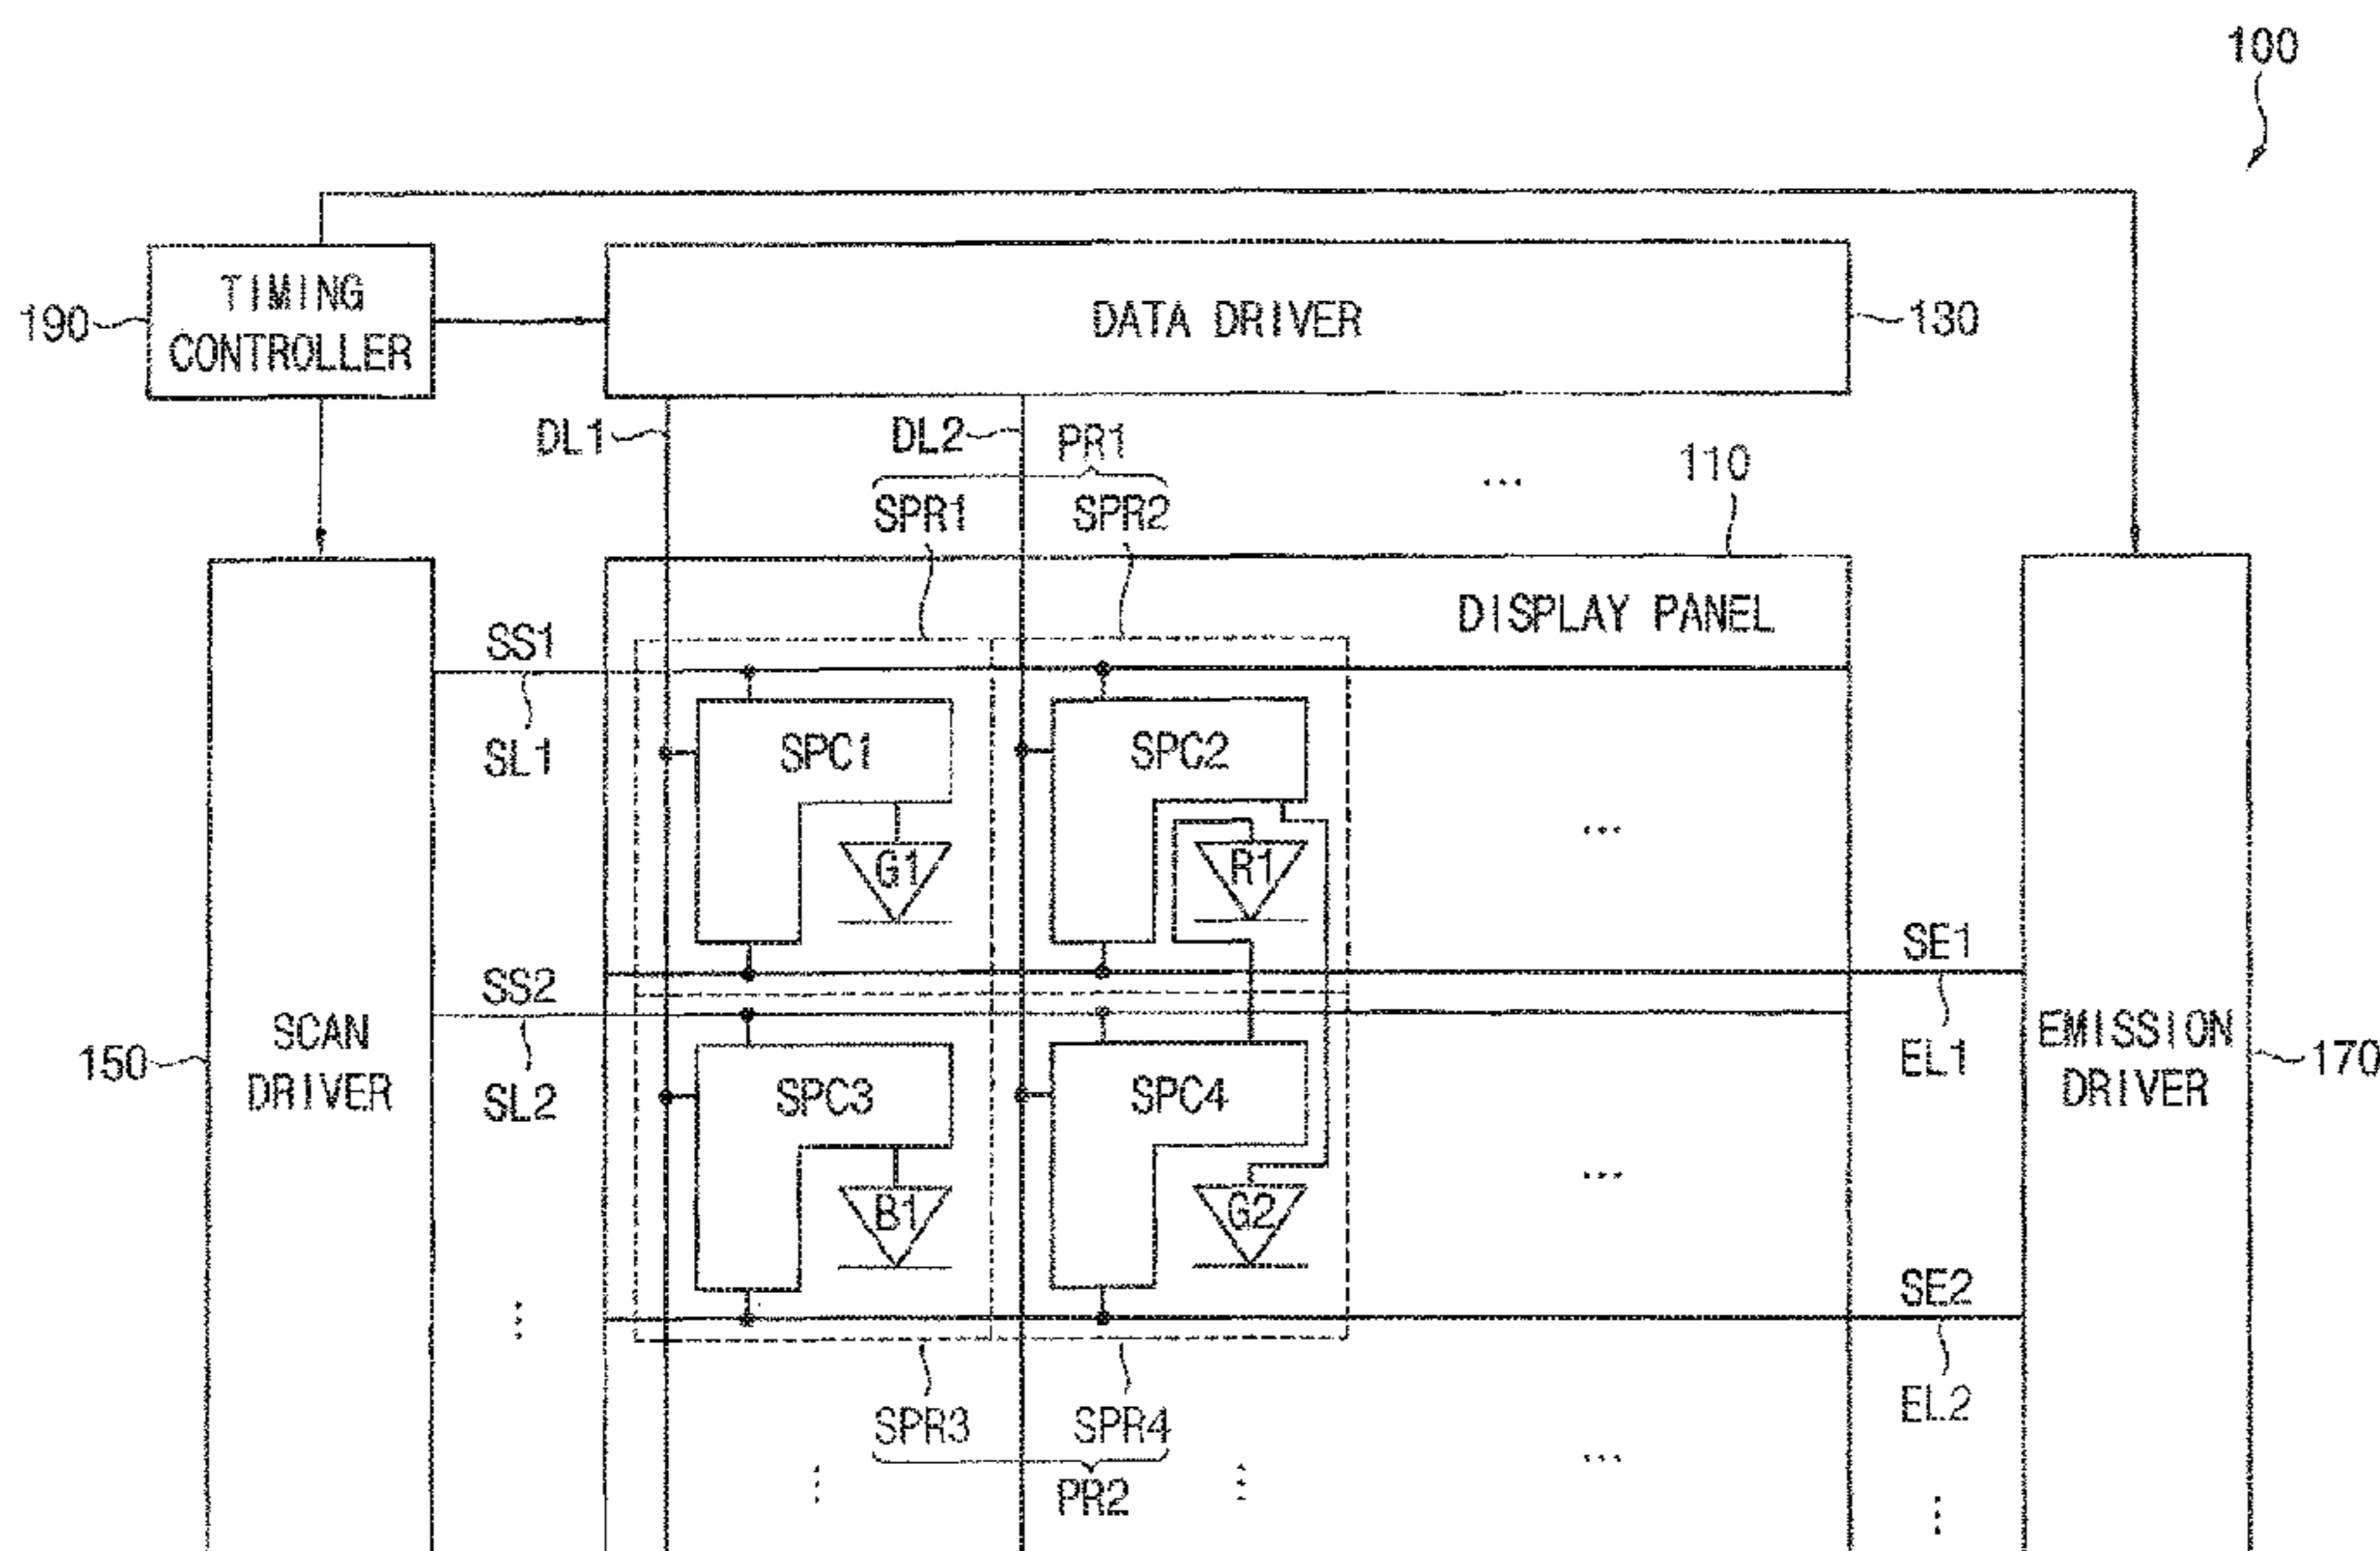 100
TIMING
CONTROLLER
190
DATA DRIVER
130
DL1
DL2
PR1
SPR1
SPR2
...
110
DISPLAY PANEL
SS1
SL1
SPC1
SPC2
...
G1
R1
SE1
EL1
SS2
SL2
SCAN
DRIVER
150
SPC3
SPC4
EMISSION
DRIVER
170
...
B1
G2
SE2
EL2
SPR3
SPR4
...
PR2